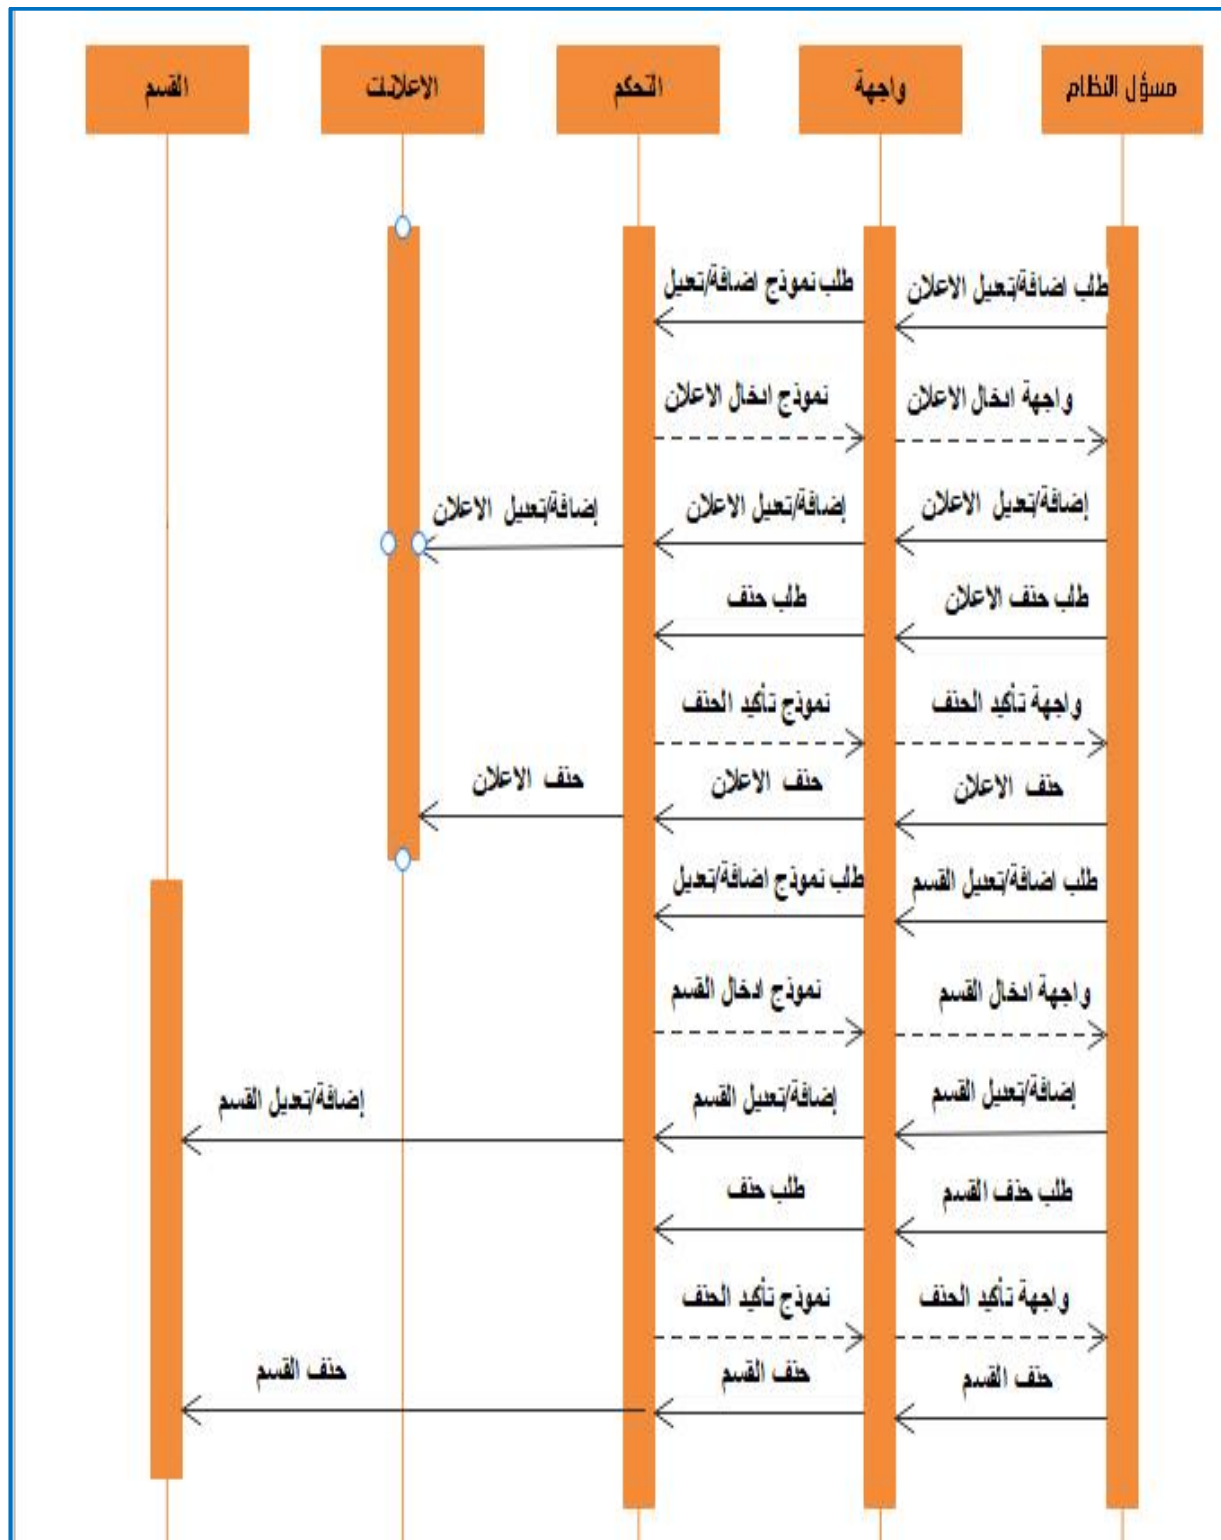 مسؤل النظام
واجهة
التحكم
الاعلانات
القسم
طلب اضافة/تعديل الاعلان
طلب نموذج اضافة/تعديل
واجهة ادخال الاعلان
نموذج ادخال الاعلان
إضافة/تعديل الاعلان
إضافة/تعديل الاعلان
إضافة/تعديل الاعلان
طلب حذف الاعلان
طلب حذف
واجهة تأكيد الحذف
نموذج تأكيد الحذف
حذف الاعلان
حذف الاعلان
حذف الاعلان
طلب اضافة/تعديل القسم
طلب نموذج اضافة/تعديل
واجهة ادخال القسم
نموذج ادخال القسم
إضافة/تعديل القسم
إضافة/تعديل القسم
إضافة/تعديل القسم
طلب حذف القسم
طلب حذف
واجهة تأكيد الحذف
نموذج تأكيد الحذف
حذف القسم
حذف القسم
حذف القسم